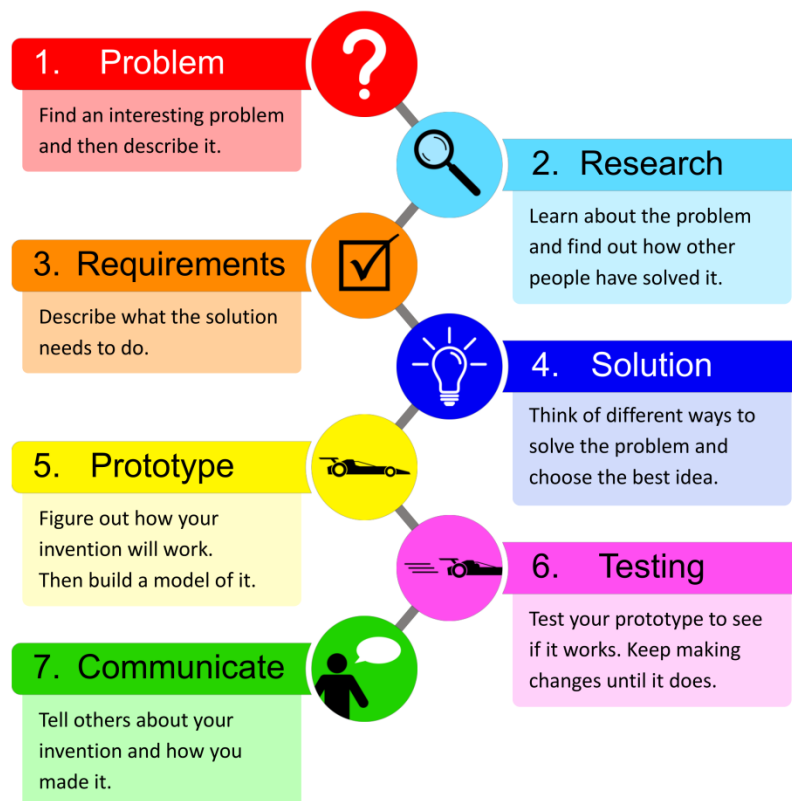 1. Problem
Find an interesting problem
and then describe it.
2. Research
Learn about the problem
and find out how other
people have solved it.
3. Requirements
Describe what the solution
needs to do.
4. Solution
Think of different ways to
solve the problem and
choose the best idea.
5. Prototype
Figure out how your
invention will work.
Then build a model of it.
6. Testing
Test your prototype to see
if it works. Keep making
changes until it does.
7. Communicate
Tell others about your
invention and how you
made it.